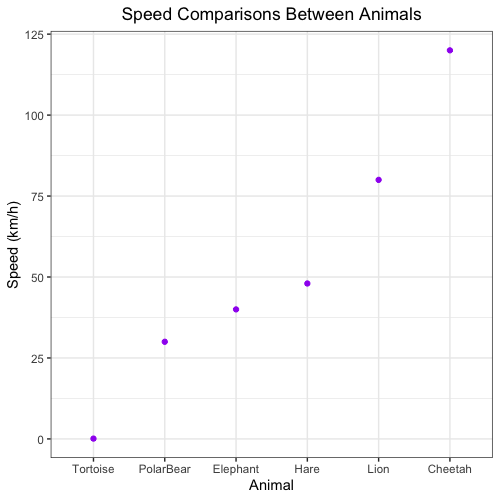 Speed Comparisons Between Animals
Speed (km/h)
125
100
75
50
25
0
Tortoise PolarBear Elephant Hare Lion Cheetah
Animal